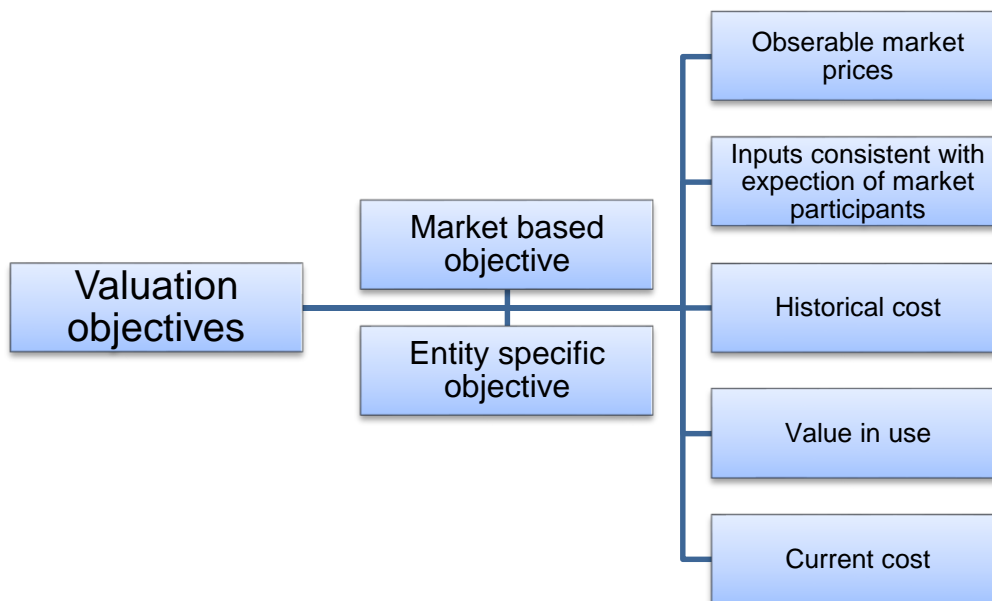 Valuation
objectives
Market based
objective
Entity specific
objective
Obserable market
prices
Inputs consistent with
expection of market
participants
Historical cost
Value in use
Current cost